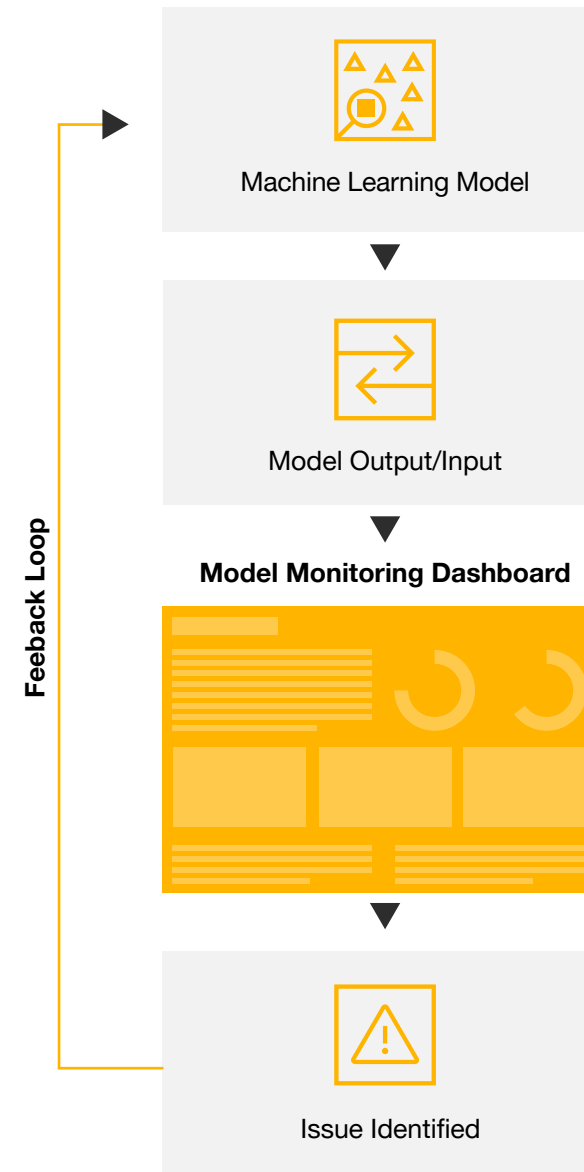 Machine Learning Model
Model Output/Input
Feeback Loop
Model Monitoring Dashboard
Issue Identified